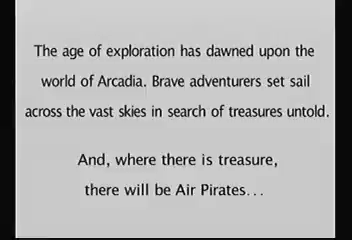 The age of exploration has dawned upon the
world of Arcadia. Brave adventurers set sail
across the vast skies in search of treasures untold.
And, where there is treasure,
there will be Air Pirates...